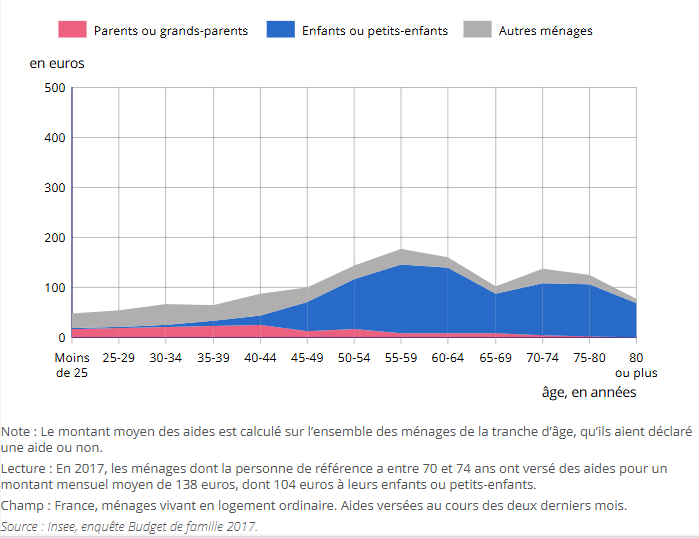 Parents ou grands-parents Enfants ou petits-enfants Autres ménages
en euros
500
400
300
200
100
0
Moins de 25 25-29 30-34 35-39 40-44 45-49 50-54 55-59 60-64 65-69 70-74 75-80 80 ou plus
âge, en années
Note : Le montant moyen des aides est calculé sur l’ensemble des ménages de la tranche d’âge, qu’ils aient déclaré
une aide ou non.
Lecture : En 2017, les ménages dont la personne de référence a entre 70 et 74 ans ont versé des aides pour un
montant mensuel moyen de 138 euros, dont 104 euros à leurs enfants ou petits-enfants.
Champ : France, ménages vivant en logement ordinaire. Aides versées au cours des deux derniers mois.
Source : Insee, enquête Budget de famille 2017.